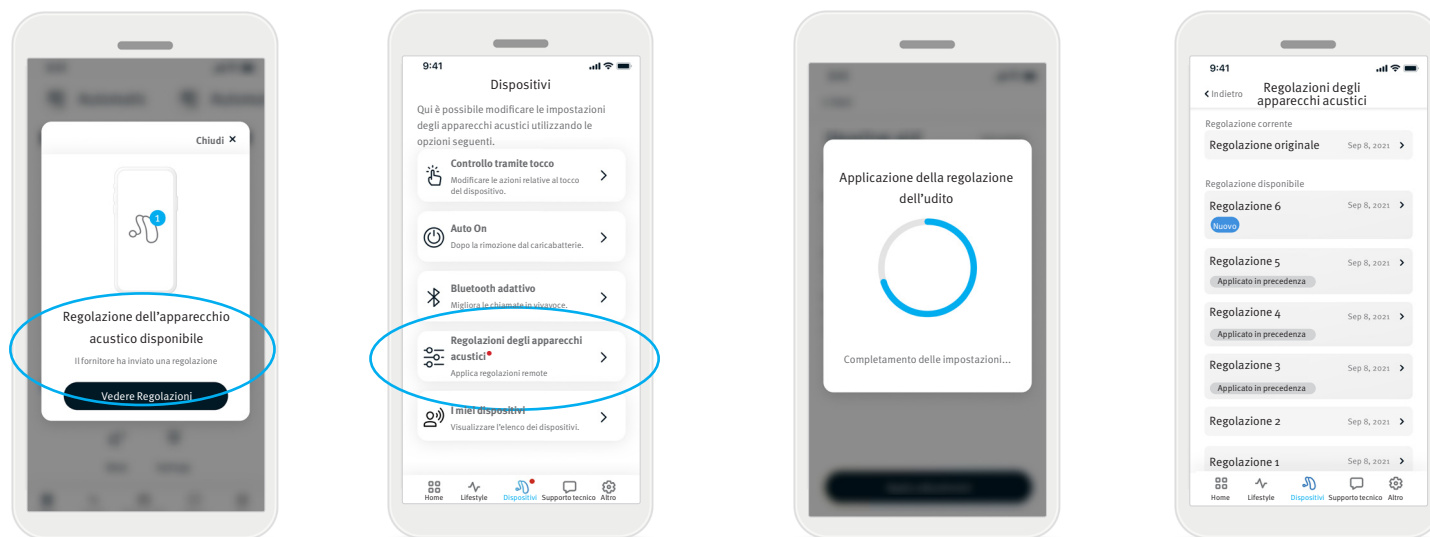 Chiudi ×
1
Regolazione dell'apparecchio
acustico disponibile
Il fornitore ha inviato una regolazione
Vedere Regolazioni
9:41
Dispositivi
Qui è possibile modificare le impostazioni
degli apparecchi acustici utilizzando le
opzioni seguenti.
Controllo tramite tocco
Modificare le azioni relative al tocco
del dispositivo.
Auto On
Dopo la rimozione dal caricabatterie.
Bluetooth adattivo
Migliora le chiamate in vivavoce.
Regolazioni degli apparecchi
acustici
Applica regolazioni remote
I miei dispositivi
Visualizzare l'elenco dei dispositivi.
Home Lifestyle Dispositivi Supporto tecnico Altro
Applicazione della regolazione
dell'udito
Completamento delle impostazioni...
9:41
Indietro
Regolazioni degli
apparecchi acustici
Regolazione corrente
Regolazione originale Sep 8, 2021
Regolazione disponibile
Regolazione 6 Sep 8, 2021
Nuovo
Regolazione 5 Sep 8, 2021
Applicato in precedenza
Regolazione 4 Sep 8, 2021
Applicato in precedenza
Regolazione 3 Sep 8, 2021
Applicato in precedenza
Regolazione 2 Sep 8, 2021
Regolazione 1 Sep 8, 2021
Home Lifestyle Dispositivi Supporto tecnico Altro